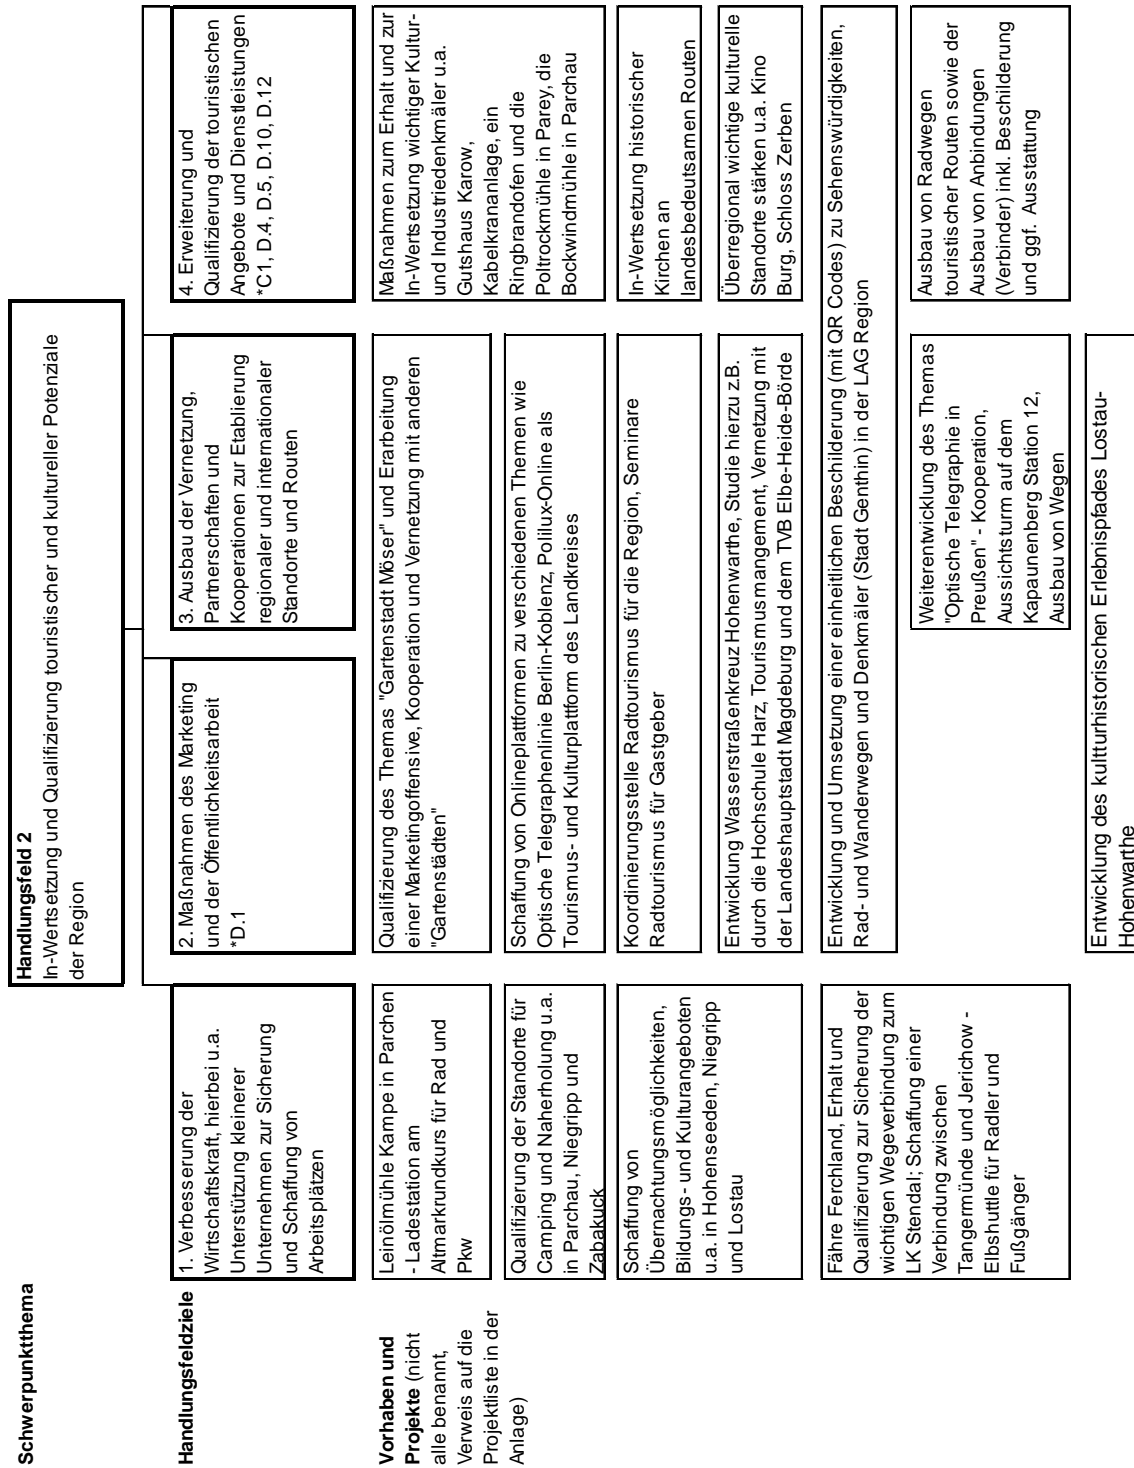 Schwerpunktthema
Handlungsfeld 2
In-Wertsetzung und Qualifizierung touristischer und kultureller Potenziale
der Region
Handlungsfeldziele
1. Verbesserung der
Wirtschaftskraft, hierbei u.a.
Unterstützung kleinerer
Unternehmen zur Sicherung
und Schaffung von
Arbeitsplätzen
2. Maßnahmen des Marketing
und der Öffentlichkeitsarbeit
*D.1
3. Ausbau der Vernetzung,
Partnerschaften und
Kooperationen zur Etablierung
regionaler und internationaler
Standorte und Routen
4. Erweiterung und
Qualifizierung der touristischen
Angebote und Dienstleistungen
*C1, D.4, D.5, D.10, D.12
Vorhaben und
Projekte (nicht
alle benannt,
Verweis auf die
Projektliste in der
Anlage)
Leinölmühle Kampe in Parchen
- Ladestation am
Altmarkrundkurs für Rad und
Pkw
Qualifizierung des Themas "Gartenstadt Möser" und Erarbeitung
einer Marketingoffensive, Kooperation und Vernetzung mit anderen
"Gartenstädten"
Maßnahmen zum Erhalt und zur
In-Wertsetzung wichtiger Kultur-
und Industriedenkmäler u.a.
Gutshaus Karow,
Kabelkrananlage, ein
Ringbrandofen und die
Poltrockmühle in Parey, die
Bockwindmühle in Parchau
Qualifizierung der Standorte für
Camping und Naherholung u.a.
in Parchau, Niegripp und
Zabakuck
Schaffung von Onlineplattformen zu verschiedenen Themen wie
Optische Telegraphenlinie Berlin-Koblenz, Polilux-Online als
Tourismus- und Kulturplattform des Landkreises
Schaffung von
Übernachtungsmöglichkeiten,
Bildungs- und Kulturangeboten
u.a. in Hohenseeden, Niegripp
und Lostau
Koordinierungsstelle Radtourismus für die Region, Seminare
Radtourismus für Gastgeber
In-Wertsetzung historischer
Kirchen an
landesbedeutsamen Routen
Entwicklung Wasserstraßenkreuz Hohenwarthe, Studie hierzu z.B.
durch die Hochschule Harz, Tourismusmangement, Vernetzung mit
der Landeshauptstadt Magdeburg und dem TVB Elbe-Heide-Börde
Überregional wichtige kulturelle
Standorte stärken u.a. Kino
Burg, Schloss Zerben
Fähre Ferchland, Erhalt und
Qualifizierung zur Sicherung der
wichtigen Wegeverbindung zum
LK Stendal; Schaffung einer
Verbindung zwischen
Tangermünde und Jerichow -
Elbshuttle für Radler und
Fußgänger
Entwicklung und Umsetzung einer einheitlichen Beschilderung (mit QR Codes) zu Sehenswürdigkeiten,
Rad- und Wanderwegen und Denkmäler (Stadt Genthin) in der LAG Region
Weiterentwicklung des Themas
"Optische Telegraphie in
Preußen" - Kooperation,
Aussichtsturm auf dem
Kapaunenberg Station 12,
Ausbau von Wegen
Ausbau von Radwegen
touristischer Routen sowie der
Ausbau von Anbindungen
(Verbinder) inkl. Beschilderung
und ggf. Ausstattung
Entwicklung des kulturhistorischen Erlebnispfades Lostau-
Hohenwarthe